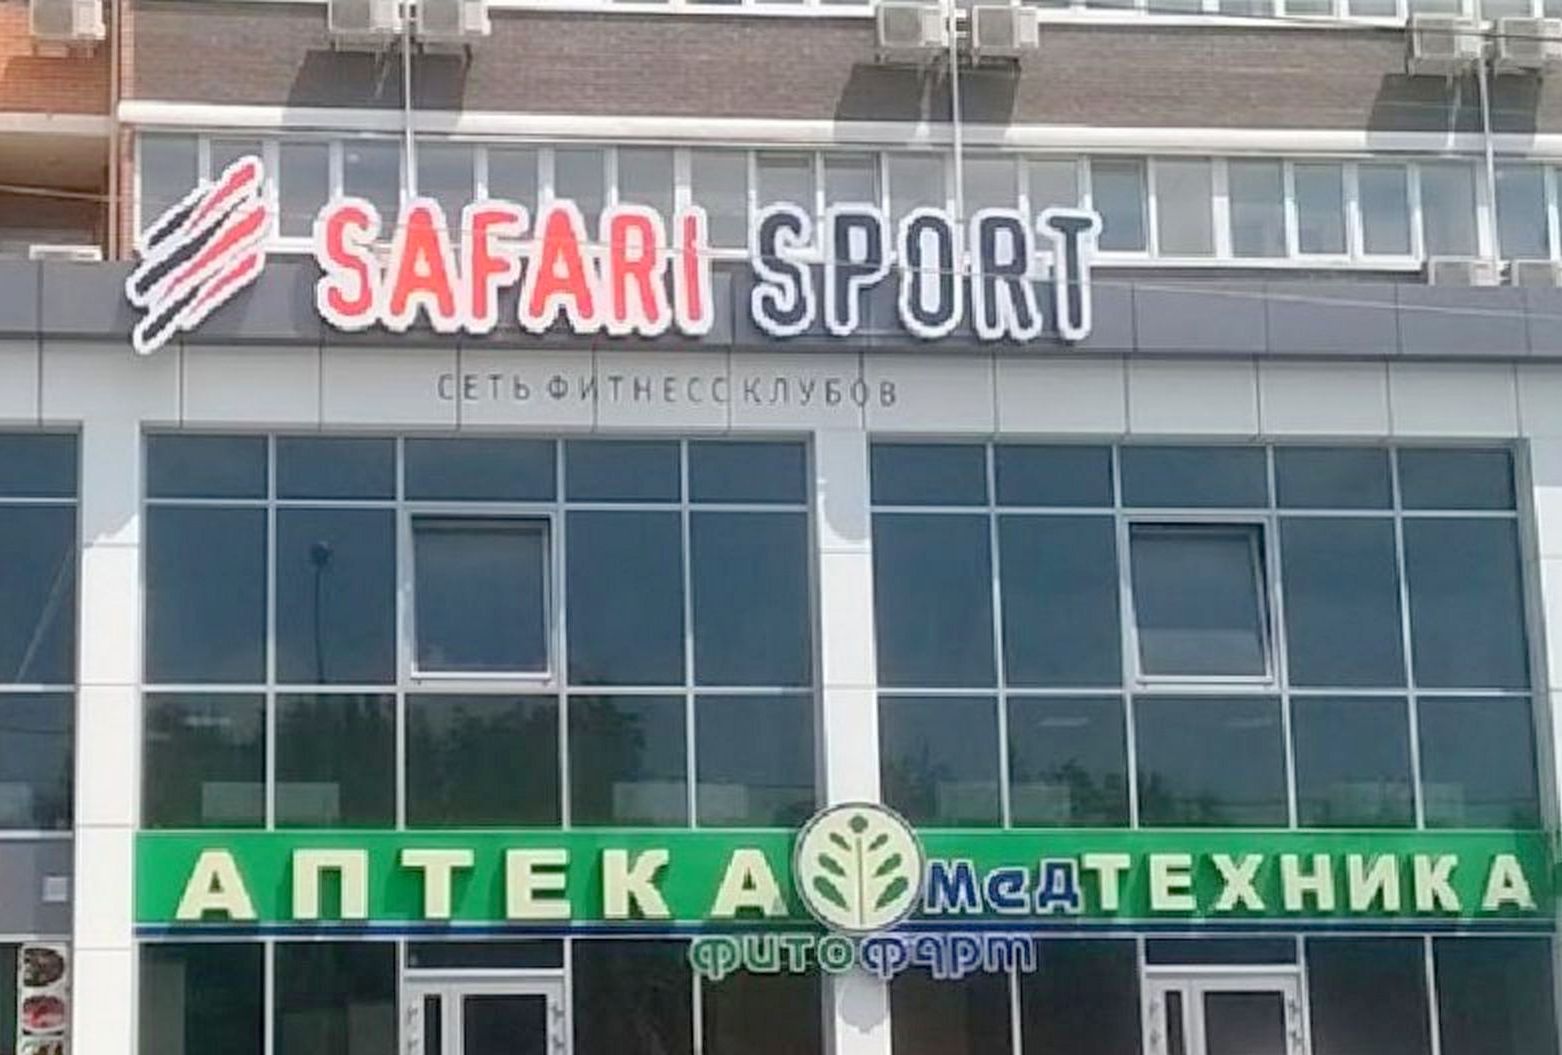 SAFARI SPORT
СЕТЬ ФИТНЕСС КЛУБОВ
АПТЕКА медТЕХНИКА
фитофарм